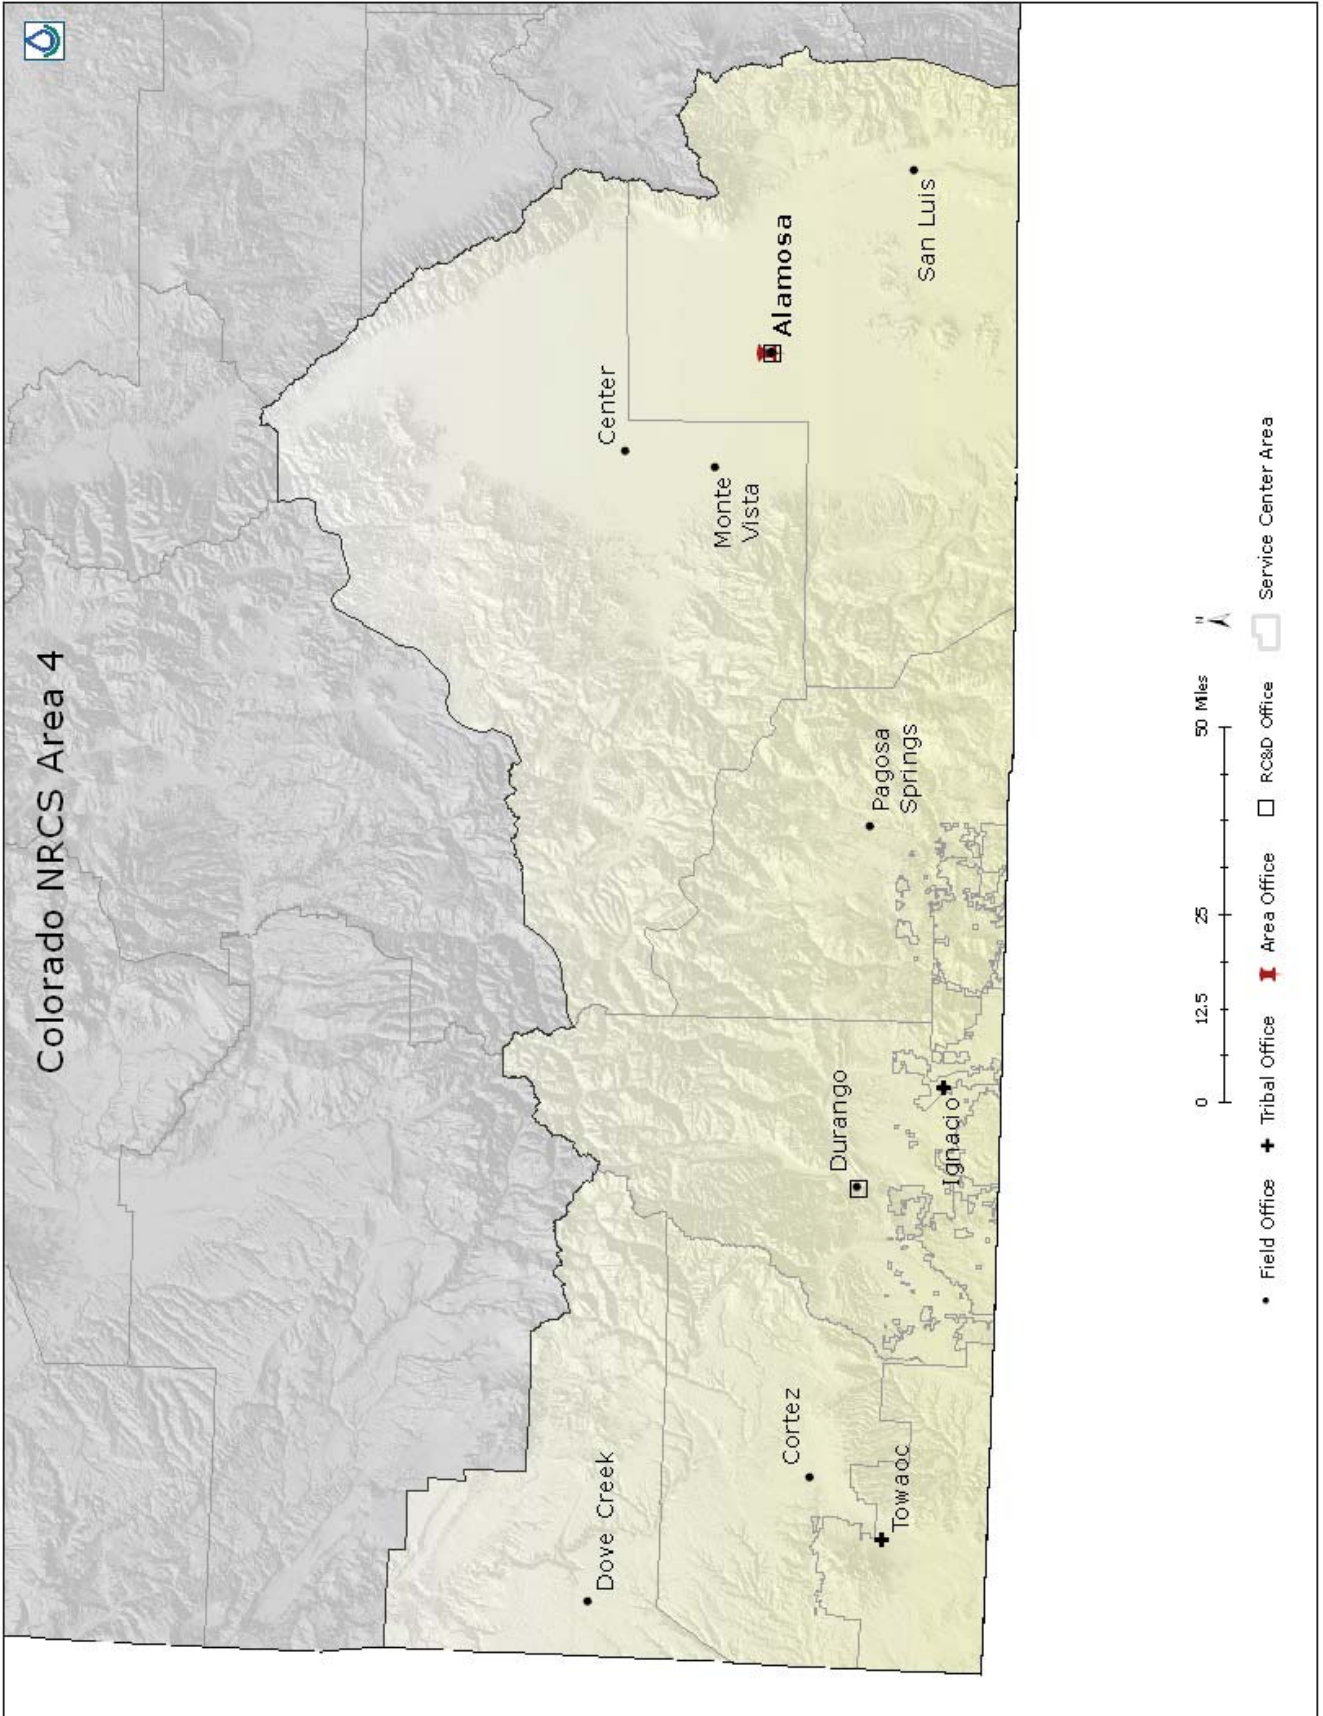 Colorado NRCS Area 4
Center
Alamosa
Monte
Vista
San Luis
Dove Creek
Cortez
Towaoc
Durango
Ignacio
Pagosa
Springs
0 12.5 25 50 Miles
N
Field Office
Tribal Office
Area Office
RC&D Office
Service Center Area